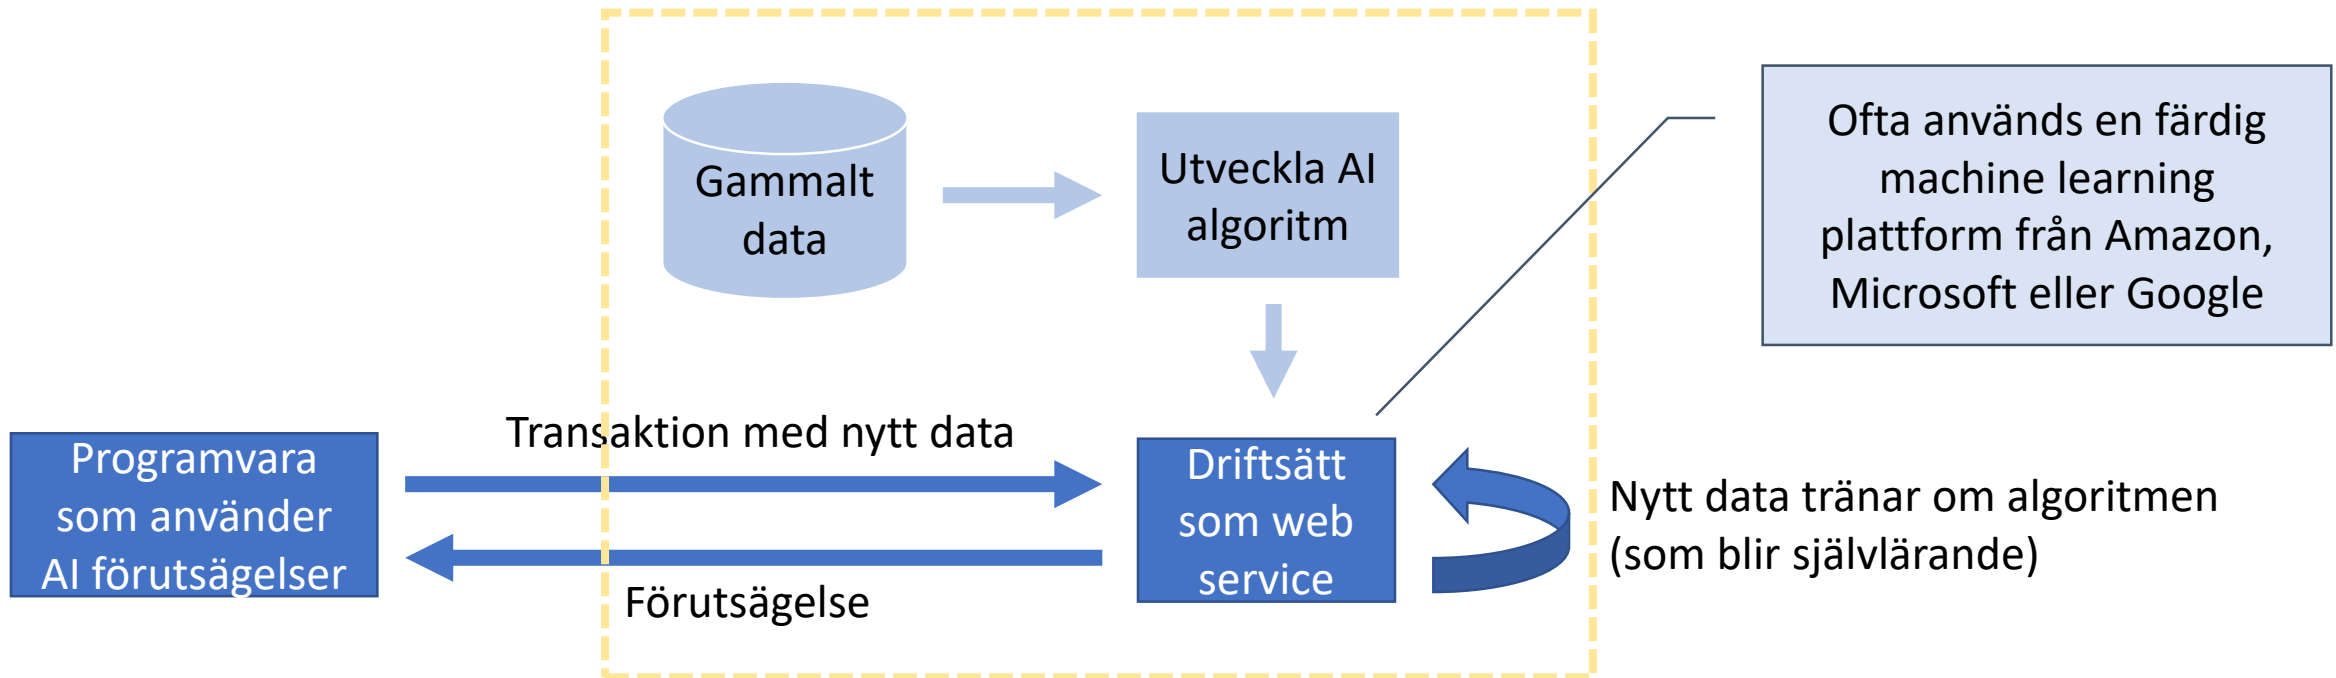 Gammalt
data
Utveckla AI
algoritm
Ofta används en färdig
machine learning
plattform från Amazon,
Microsoft eller Google
Programvara
som använder
AI förutsägelser
Transaktion med nytt data
Förutsägelse
Driftsätt
som web
service
Nytt data tränar om algoritmen
(som blir självlärande)